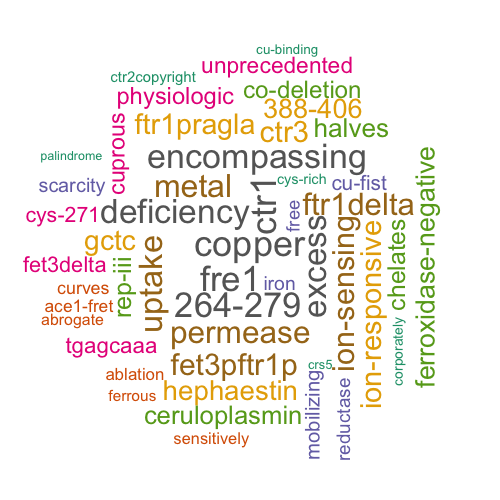 cu-binding
unprecedented
ctr2copyright
co-deletion
physiologic
388-406
ftr1pragla
ctr3
halves
cuprous
palindrome
encompassing
scarcity
metal
cys-rich
cu-fist
cys-271
deficiency
ctr1
free
ftr1delta
gctc
copper
excess
ion-sensing
ion-responsive
chelates
ferroxidase-negative
fet3delta
rep-iii
uptake
fre1
iron
curves
264-279
ace1-fret
abrogate
permease
tgagcaaa
fet3pftr1p
crs5
corporately
ablation
ferrous
hephaestin
mobilizing
reductase
ceruloplasmin
sensitively